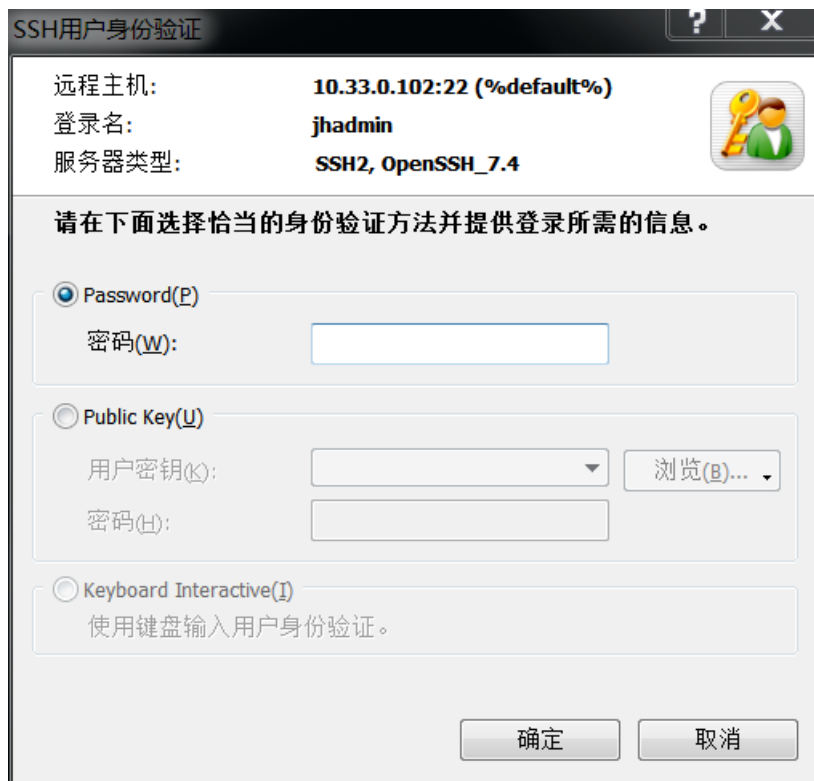 SSH用户身份验证
远程主机: 10.33.0.102:22 (%default%)
登录名: jhadmin
服务器类型: SSH2, OpenSSH_7.4
请在下面选择恰当的身份验证方法并提供登录所需的信息。
Password(P)
密码(W):
Public Key(U)
用户密钥(K): 浏览(B)...
密码(H):
Keyboard Interactive(I)
使用键盘输入用户身份验证。
确定 取消